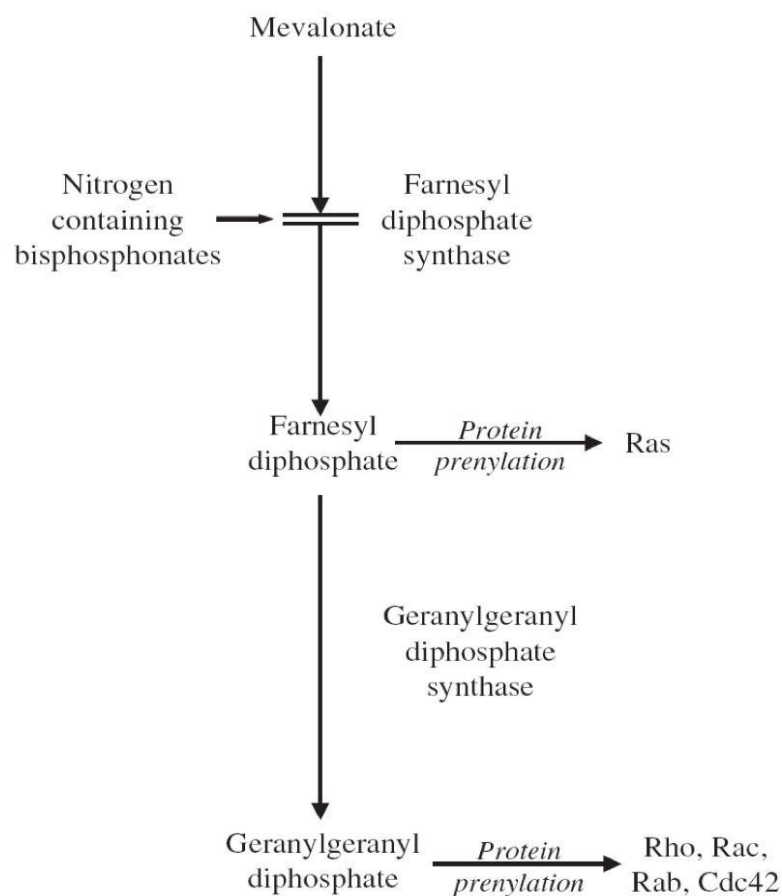 Mevalonate
Nitrogen
containing
bisphosphonates
Farnesyl
diphosphate
synthase
Farnesyl
diphosphate
Protein
prenylation
Ras
Geranylgeranyl
diphosphate
synthase
Geranylgeranyl
diphosphate
Protein
prenylation
Rho, Rac,
Rab, Cdc42